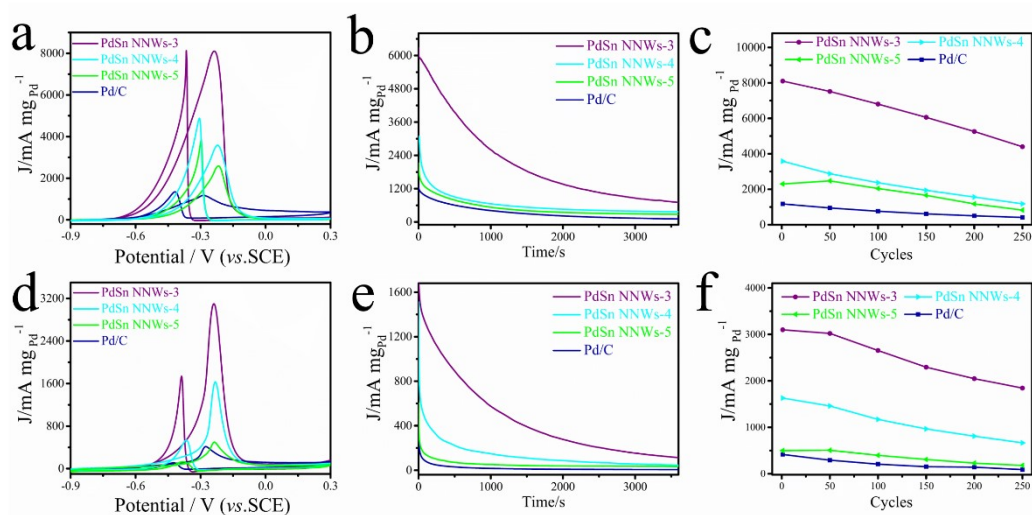 a
J/mA mg Pd -1
8000
6000
4000
2000
0
PdSn NNWs-3
PdSn NNWs-4
PdSn NNWs-5
Pd/C
-0.9 -0.6 -0.3 0.0 0.3
Potential / V (vs.SCE)
b
J/mA mg Pd -1
6000
4800
3600
2400
1200
0
PdSn NNWs-3
PdSn NNWs-4
PdSn NNWs-5
Pd/C
0 1000 2000 3000
Time/s
c
J/mA mg Pd -1
10000
8000
6000
4000
2000
0
PdSn NNWs-3 PdSn NNWs-4
PdSn NNWs-5 Pd/C
0 50 100 150 200 250
Cycles
d
J/mA mg Pd -1
3200
2400
1600
800
0
PdSn NNWs-3
PdSn NNWs-4
PdSn NNWs-5
Pd/C
-0.9 -0.6 -0.3 0.0 0.3
Potential / V (vs.SCE)
e
J/mA mg Pd -1
1600
1200
800
400
0
PdSn NNWs-3
PdSn NNWs-4
PdSn NNWs-5
Pd/C
0 1000 2000 3000
Time/s
f
J/mA mg Pd -1
4000
3000
2000
1000
0
PdSn NNWs-3 PdSn NNWs-4
PdSn NNWs-5 Pd/C
0 50 100 150 200 250
Cycles